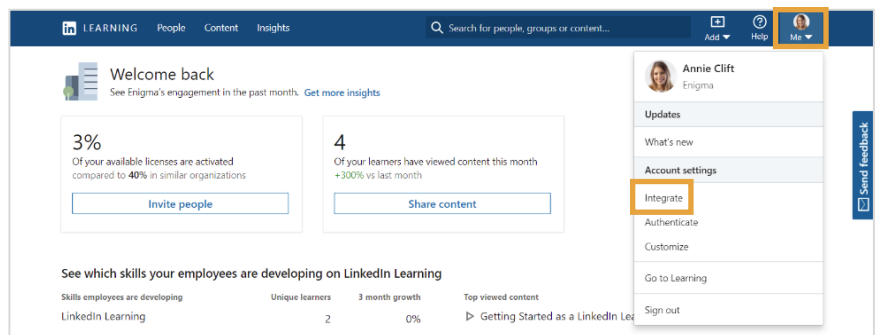 in LEARNING People Content Insights Search for people, groups or content... Add Help Me
Welcome back
See Enigma's engagement in the past month. Get more insights
3%
Of your available licenses are activated
compared to 40% in similar organizations
Invite people
4
Of your learners have viewed content this month
+300% vs last month
Share content
See which skills your employees are developing on LinkedIn Learning
Skills employees are developing Unique learners 3 month growth Top viewed content
LinkedIn Learning 2 0% Getting Started as a LinkedIn Lea
Annie Clift
Enigma
Updates
What's new
Account settings
Integrate
Authenticate
Customize
Go to Learning
Sign out
Send feedback